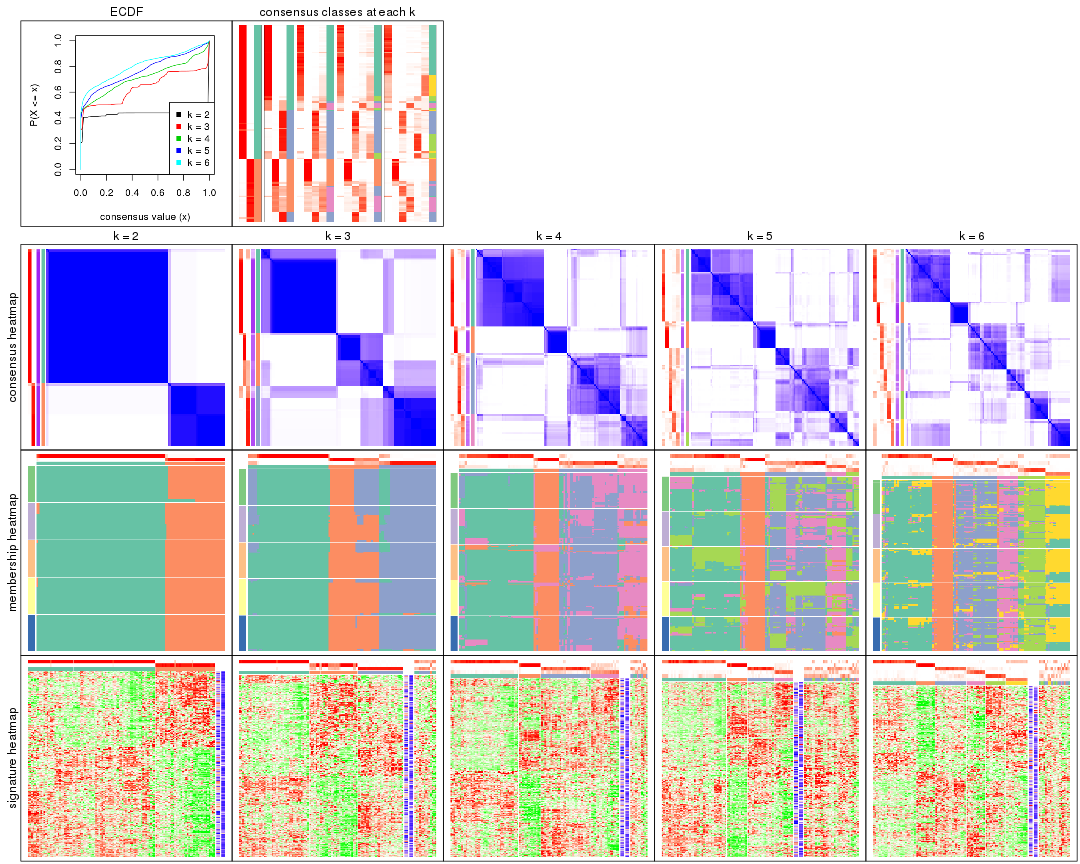 ECDF
consensus classes at each k
P(X <= x)
0.0
0.2
0.4
0.6
0.8
1.0
k = 2
k = 3
k = 4
k = 5
k = 6
0.0 0.2 0.4 0.6 0.8 1.0
consensus value (x)
k = 2
k = 3
k = 4
k = 5
k = 6
consensus heatmap
membership heatmap
signature heatmap